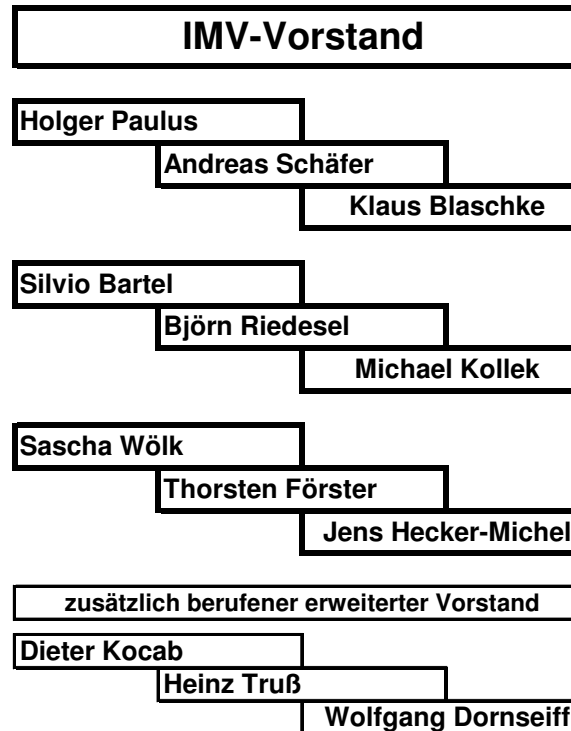 IMV-Vorstand
Holger Paulus
Andreas Schäfer
Klaus Blaschke
Silvio Bartel
Björn Riedesel
Michael Kollek
Sascha Wölk
Thorsten Förster
Jens Hecker-Michel
zusätzlich berufener erweiterter Vorstand
Dieter Kocab
Heinz Truß
Wolfgang Dornseiff